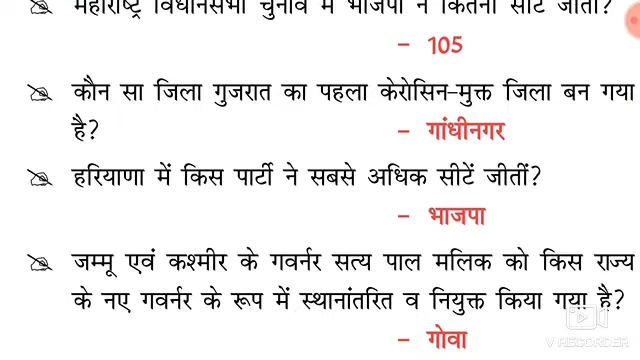 महाराष्ट्र विधानसभा चुनाव में भाजपा ने कितनी सीटें जीतीं?
– 105
कौन सा जिला गुजरात का पहला केरोसिन–मुक्त जिला बन गया
है?
– गांधीनगर
हरियाणा में किस पार्टी ने सबसे अधिक सीटें जीतीं?
– भाजपा
जम्मू एवं कश्मीर के गवर्नर सत्य पाल मलिक को किस राज्य
के नए गवर्नर के रूप में स्थानांतरित व नियुक्त किया गया है?
– गोवा
V RECORDER